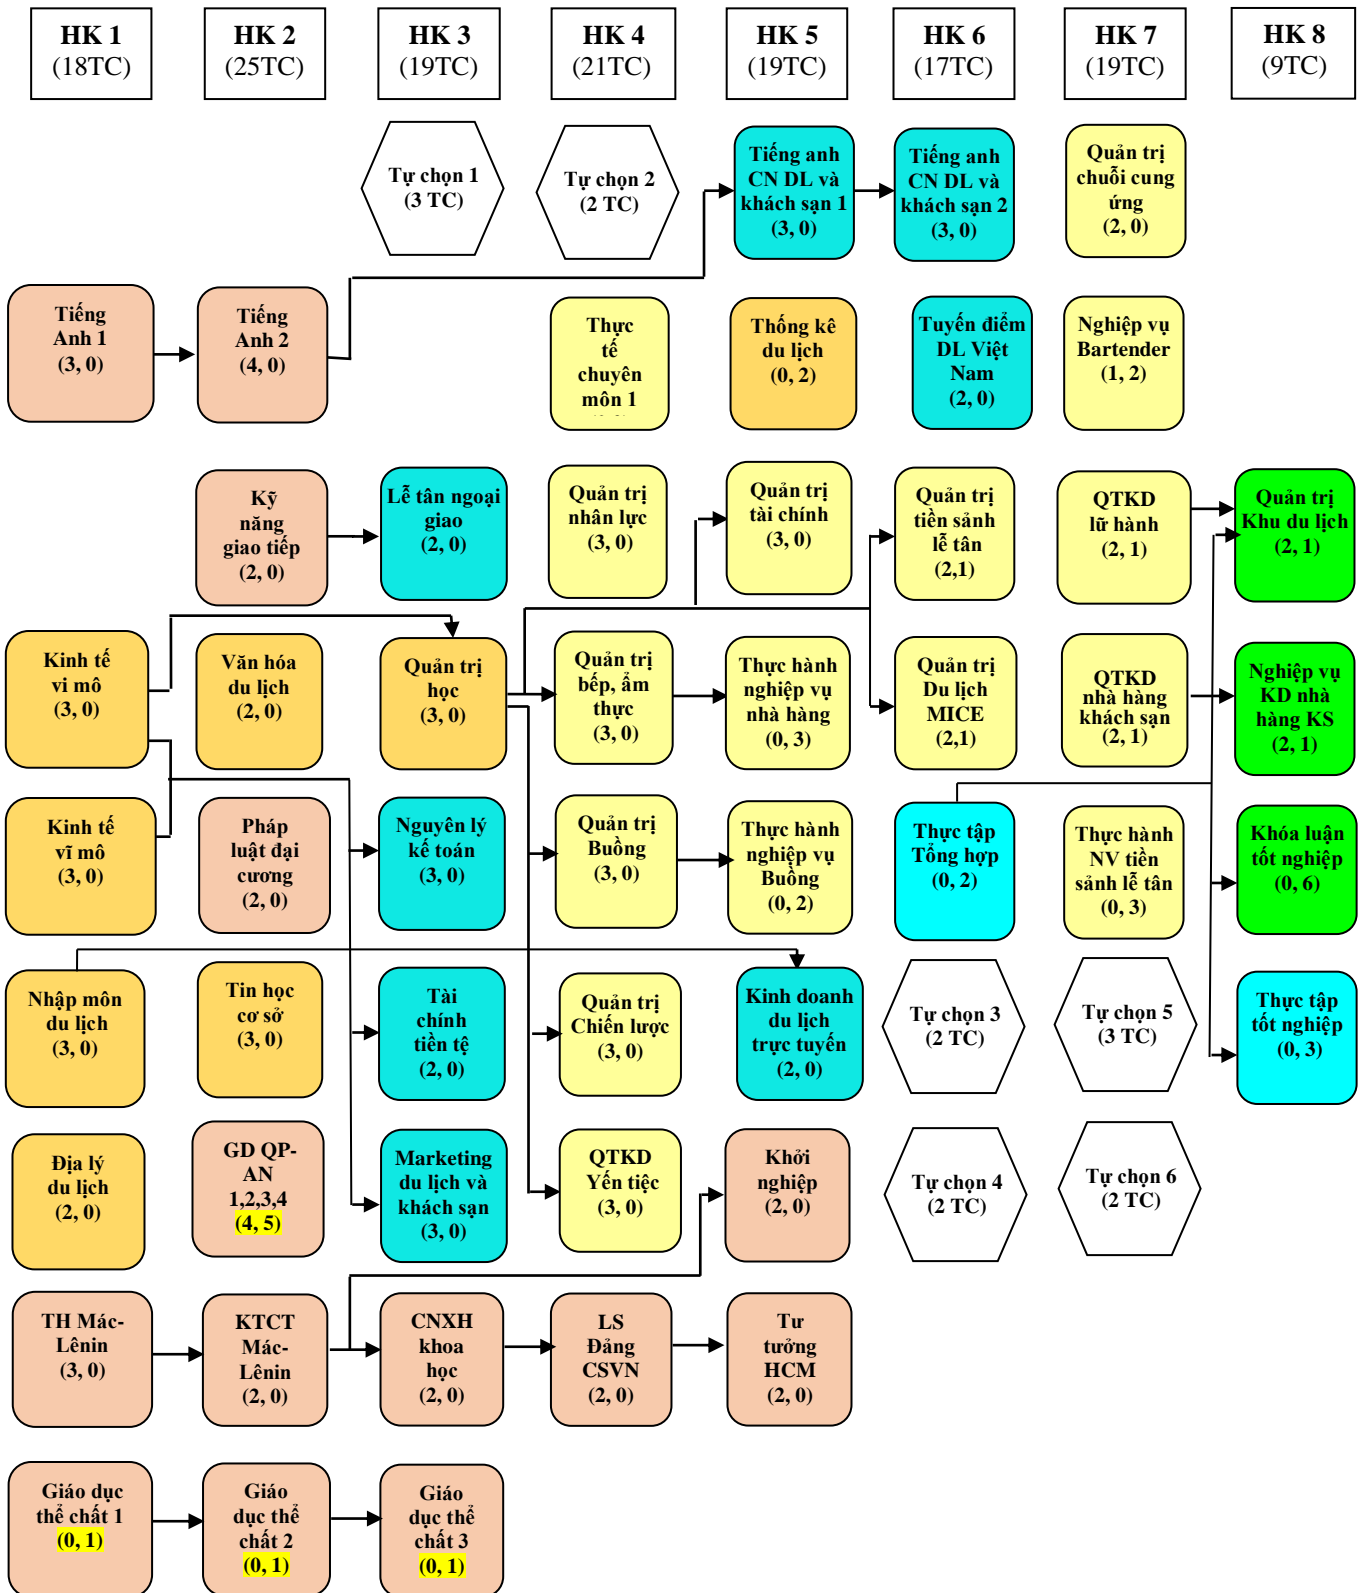 HK 1
(18TC)
HK 2
(25TC)
HK 3
(19TC)
HK 4
(21TC)
HK 5
(19TC)
HK 6
(17TC)
HK 7
(19TC)
HK 8
(9TC)
Tự chọn 1
(3 TC)
Tự chọn 2
(2 TC)
Tiếng anh
CN DL và
khách sạn 1
(3, 0)
Tiếng anh
CN DL và
khách sạn 2
(3, 0)
Quản trị
chuỗi cung
ứng
(2, 0)
Tiếng
Anh 1
(3, 0)
Tiếng
Anh 2
(4, 0)
Thực
tế
chuyên
môn 1
Thống kê
du lịch
(0, 2)
Tuyến điểm
DL Việt
Nam
(2, 0)
Nghiệp vụ
Bartender
(1, 2)
Kỹ
năng
giao tiếp
(2, 0)
Lễ tân ngoại
giao
(2, 0)
Quản trị
nhân lực
(3, 0)
Quản trị
tài chính
(3, 0)
Quản trị
tiền sảnh
lễ tân
(2,1)
QTKD
lữ hành
(2, 1)
Quản trị
Khu du lịch
(2, 1)
Kinh tế
vi mô
(3, 0)
Văn hóa
du lịch
(2, 0)
Quản trị
học
(3, 0)
Quản trị
bếp, ẩm
thực
(3, 0)
Thực hành
nghiệp vụ
nhà hàng
(0, 3)
Quản trị
Du lịch
MICE
(2,1)
QTKD
nhà hàng
khách sạn
(2, 1)
Nghiệp vụ
KD nhà
hàng KS
(2, 1)
Kinh tế
vĩ mô
(3, 0)
Pháp
luật đại
cương
(2, 0)
Nguyên lý
kế toán
(3, 0)
Quản trị
Buồng
(3, 0)
Thực hành
nghiệp vụ
Buồng
(0, 2)
Thực tập
Tổng hợp
(0, 2)
Thực hành
NV tiền
sảnh lễ tân
(0, 3)
Khóa luận
tốt nghiệp
(0, 6)
Nhập môn
du lịch
(3, 0)
Tin học
cơ sở
(3, 0)
Tài
chính
tiền tệ
(2, 0)
Quản trị
Chiến lược
(3, 0)
Kinh doanh
du lịch
trực tuyến
(2, 0)
Tự chọn 3
(2 TC)
Tự chọn 5
(3 TC)
Thực tập
tốt nghiệp
(0, 3)
Địa lý
du lịch
(2, 0)
GD QP-
AN
1,2,3,4
(4, 5)
Marketing
du lịch và
khách sạn
(3, 0)
QTKD
Yến tiệc
(3, 0)
Khởi
nghiệp
(2, 0)
Tự chọn 4
(2 TC)
Tự chọn 6
(2 TC)
TH Mác-
Lênin
(3, 0)
KTCT
Mác-
Lênin
(2, 0)
CNXH
khoa
học
(2, 0)
LS
Đảng
CSVN
(2, 0)
Tư
tưởng
HCM
(2, 0)
Giáo dục
thể chất 1
(0, 1)
Giáo
dục thể
chất 2
(0, 1)
Giáo
dục thể
chất 3
(0, 1)